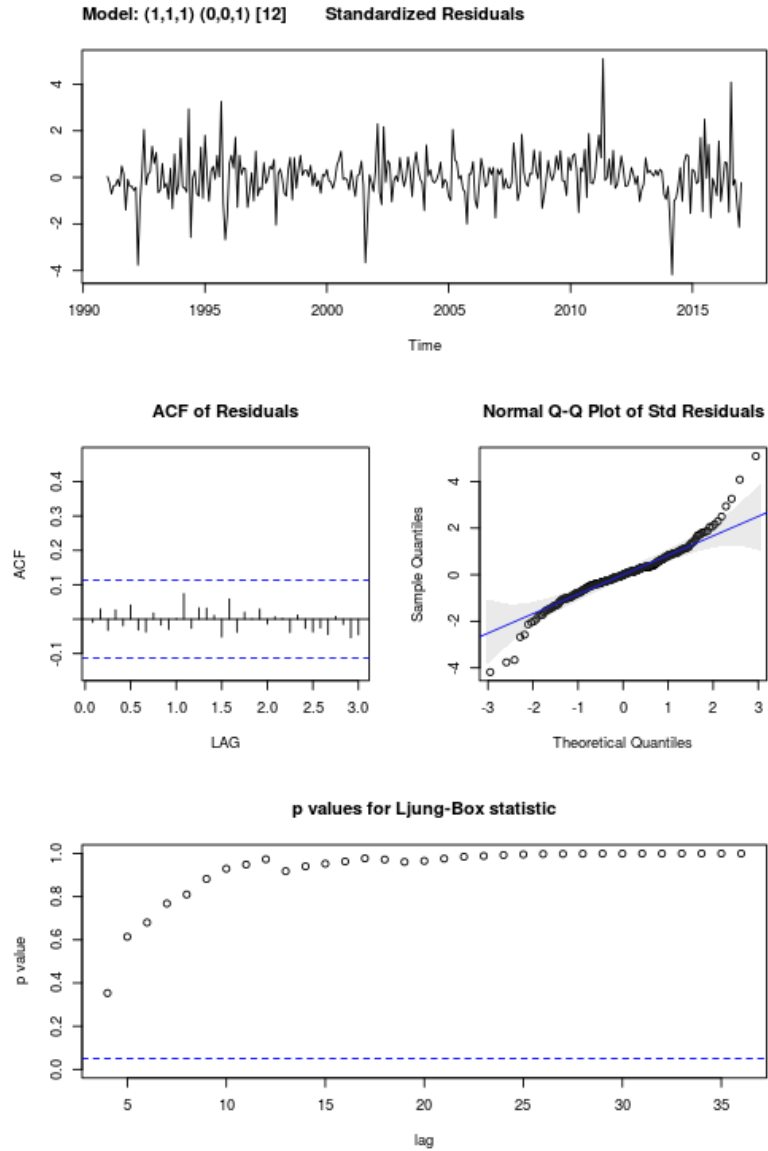 Model: (1,1,1) (0,0,1) [12] Standardized Residuals
4
2
0
-2
-4
1990 1995 2000 2005 2010 2015
Time
ACF of Residuals
ACF
0.4
0.3
0.2
0.1
-0.1
0.0 0.5 1.0 1.5 2.0 2.5 3.0
LAG
Normal Q-Q Plot of Std Residuals
Sample Quantiles
4
2
0
-2
-4
-3 -2 -1 0 1 2 3
Theoretical Quantiles
p values for Ljung-Box statistic
p value
1.0
0.8
0.6
0.4
0.2
0.0
5 10 15 20 25 30 35
lag